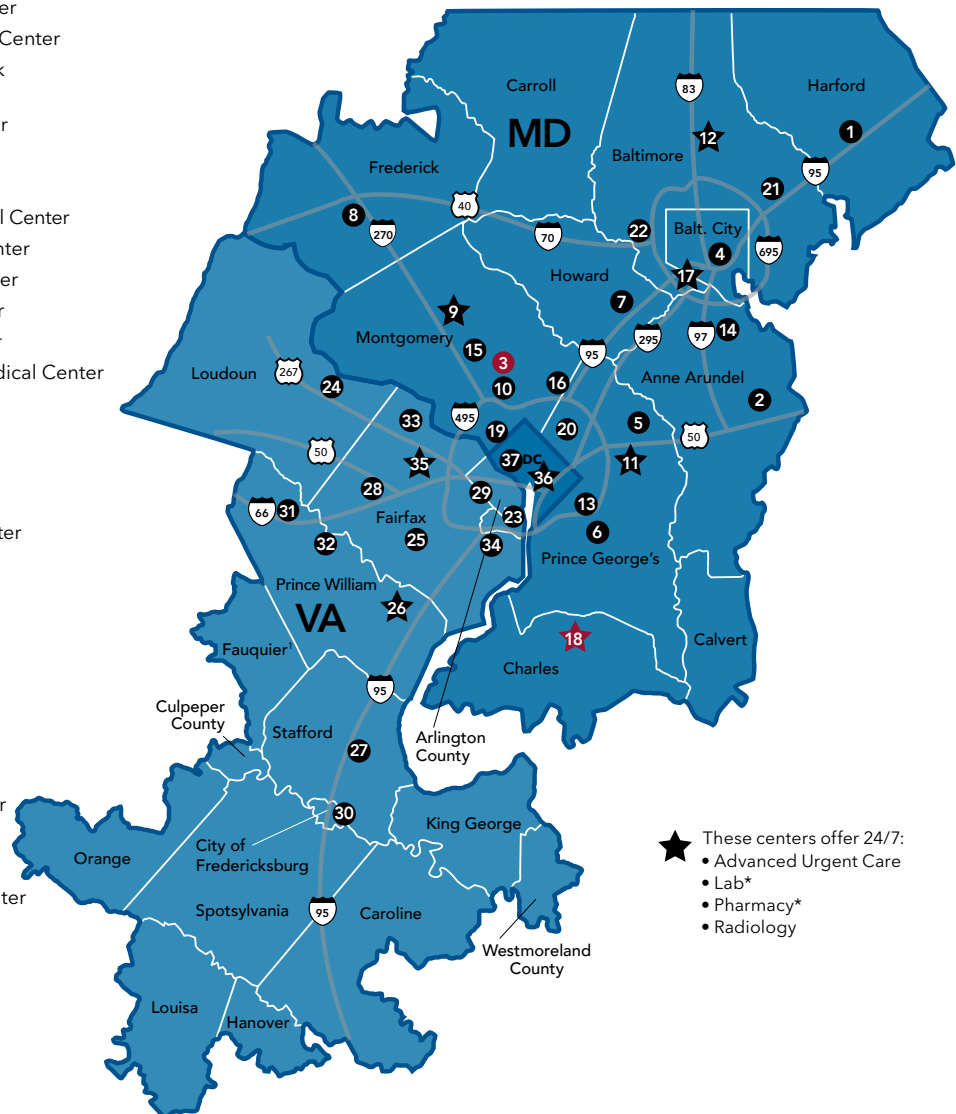 er
Center
k
r
l Center
nter
er
r
r
dical Center
ter
r
ter
Carroll
83
Harford
MD
12
1
Baltimore
Frederick
95
21
40
8
270
70
22
Balt. City
4
695
Howard
17
7
9
Montgomery
295
97
14
15
3
95
Anne Arundel
Loudoun
267
24
10
16
2
33
495
19
20
5
50
50
35
37
DC
36
11
28
29
66
31
Fairfax
23
13
32
25
34
6
Prince George's
Prince William
26
VA
18
Fauquier¹
Charles
Calvert
95
Culpeper
County
Stafford
27
Arlington
County
30
King George
City of
Fredericksburg
Orange
Spotsylvania
95
Caroline
Westmoreland
County
Louisa
Hanover
These centers offer 24/7:
• Advanced Urgent Care
• Lab*
• Pharmacy*
• Radiology